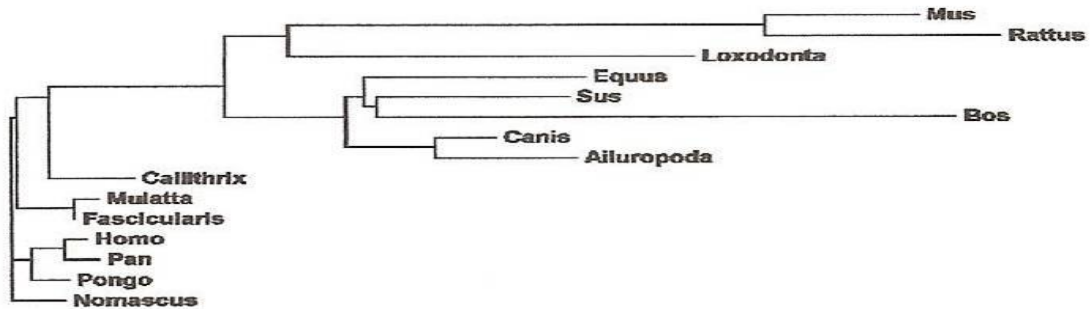 Mus
Rattus
Loxodonta
Equus
Sus
Bos
Canis
Ailuropoda
Callithrix
Mulatta
Fascicularis
Homo
Pan
Pongo
Nomascus